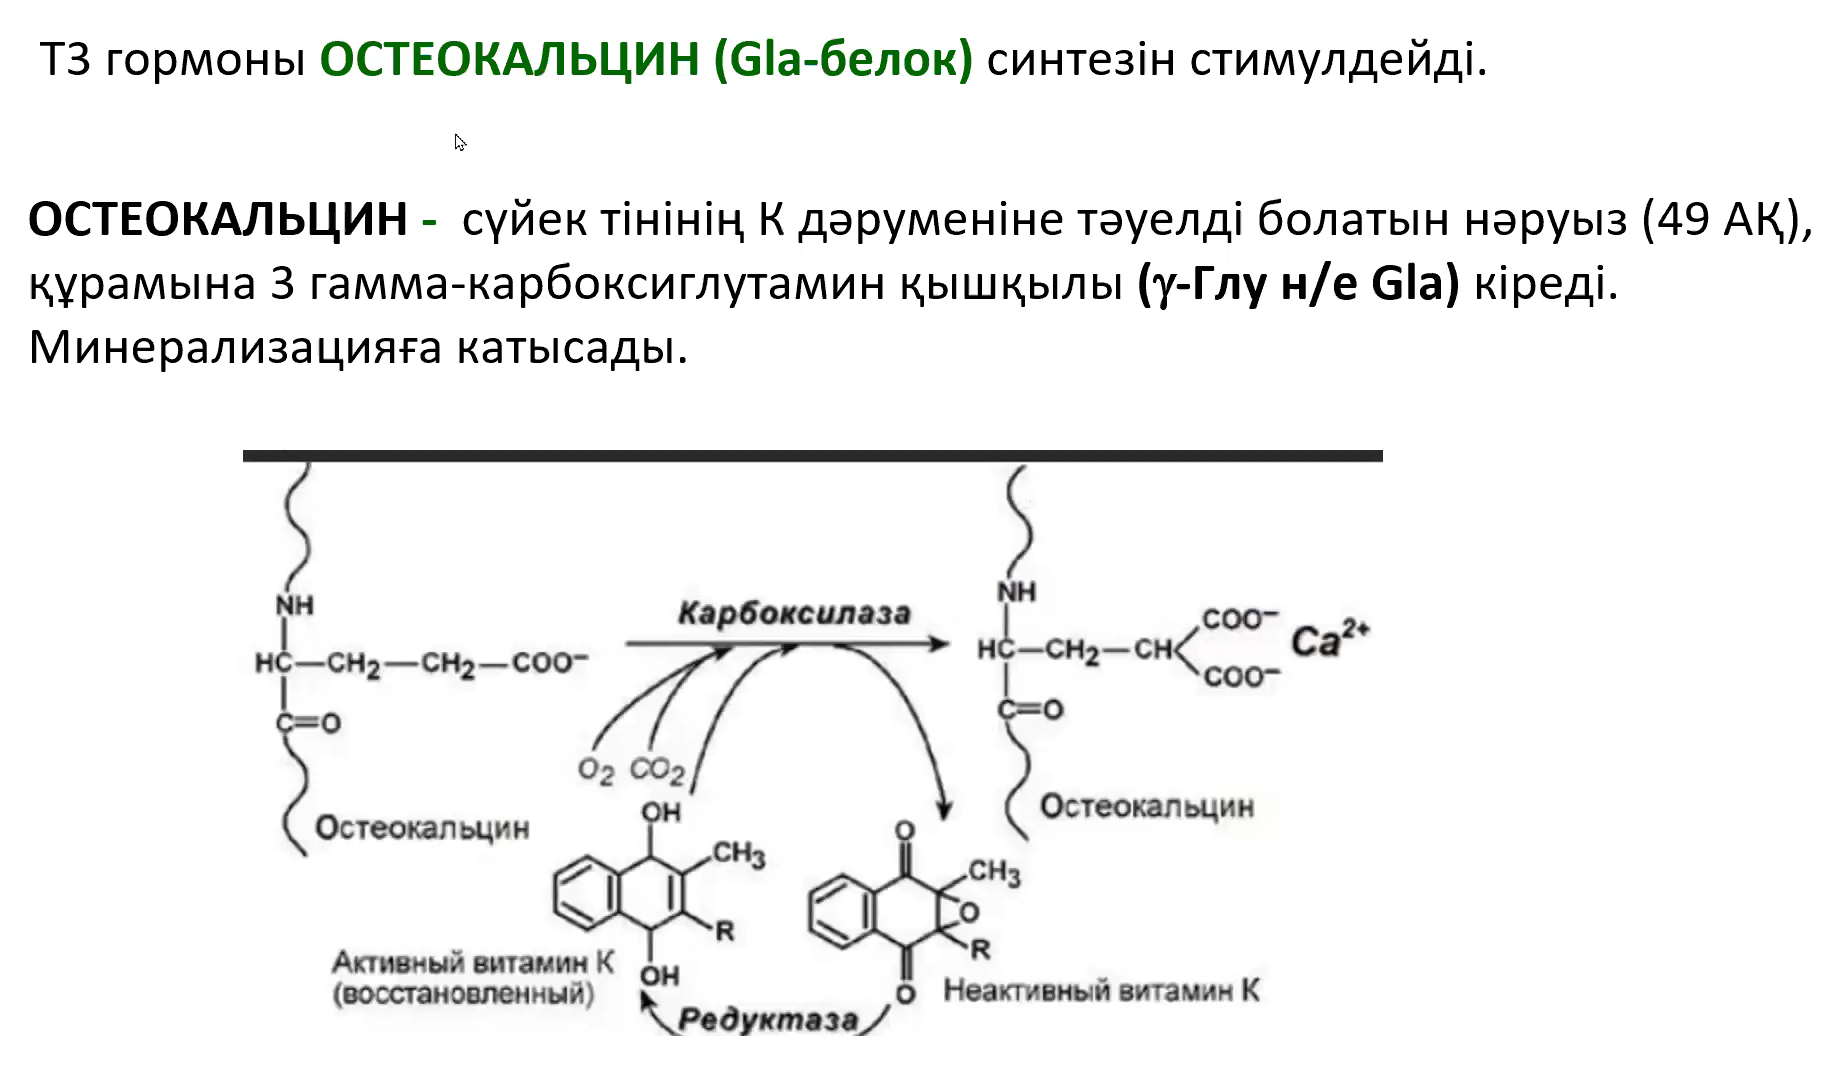 Т3 гормоны ОСТЕОКАЛЬЦИН (Gla-белок) синтезін стимулдейді.
ОСТЕОКАЛЬЦИН - сүйек тінінің К дәруменіне тәуелді болатын нәруыз (49 АҚ),
құрамына 3 гамма-карбоксиглутамин қышқылы (γ-Глу н/е Gla) кіреді.
Минерализацияға катысады.
NH
HC—CH2—CH2—COO⁻
C=O
Остеокальцин
Карбоксилаза
O2 CO2
NH
HC—CH2—CH
COO⁻
COO⁻
Ca²⁺
C=O
Остеокальцин
OH
CH3
R
OH
Активный витамин К
(восстановленный)
O
CH3
O
R
O
Неактивный витамин К
Редуктаза